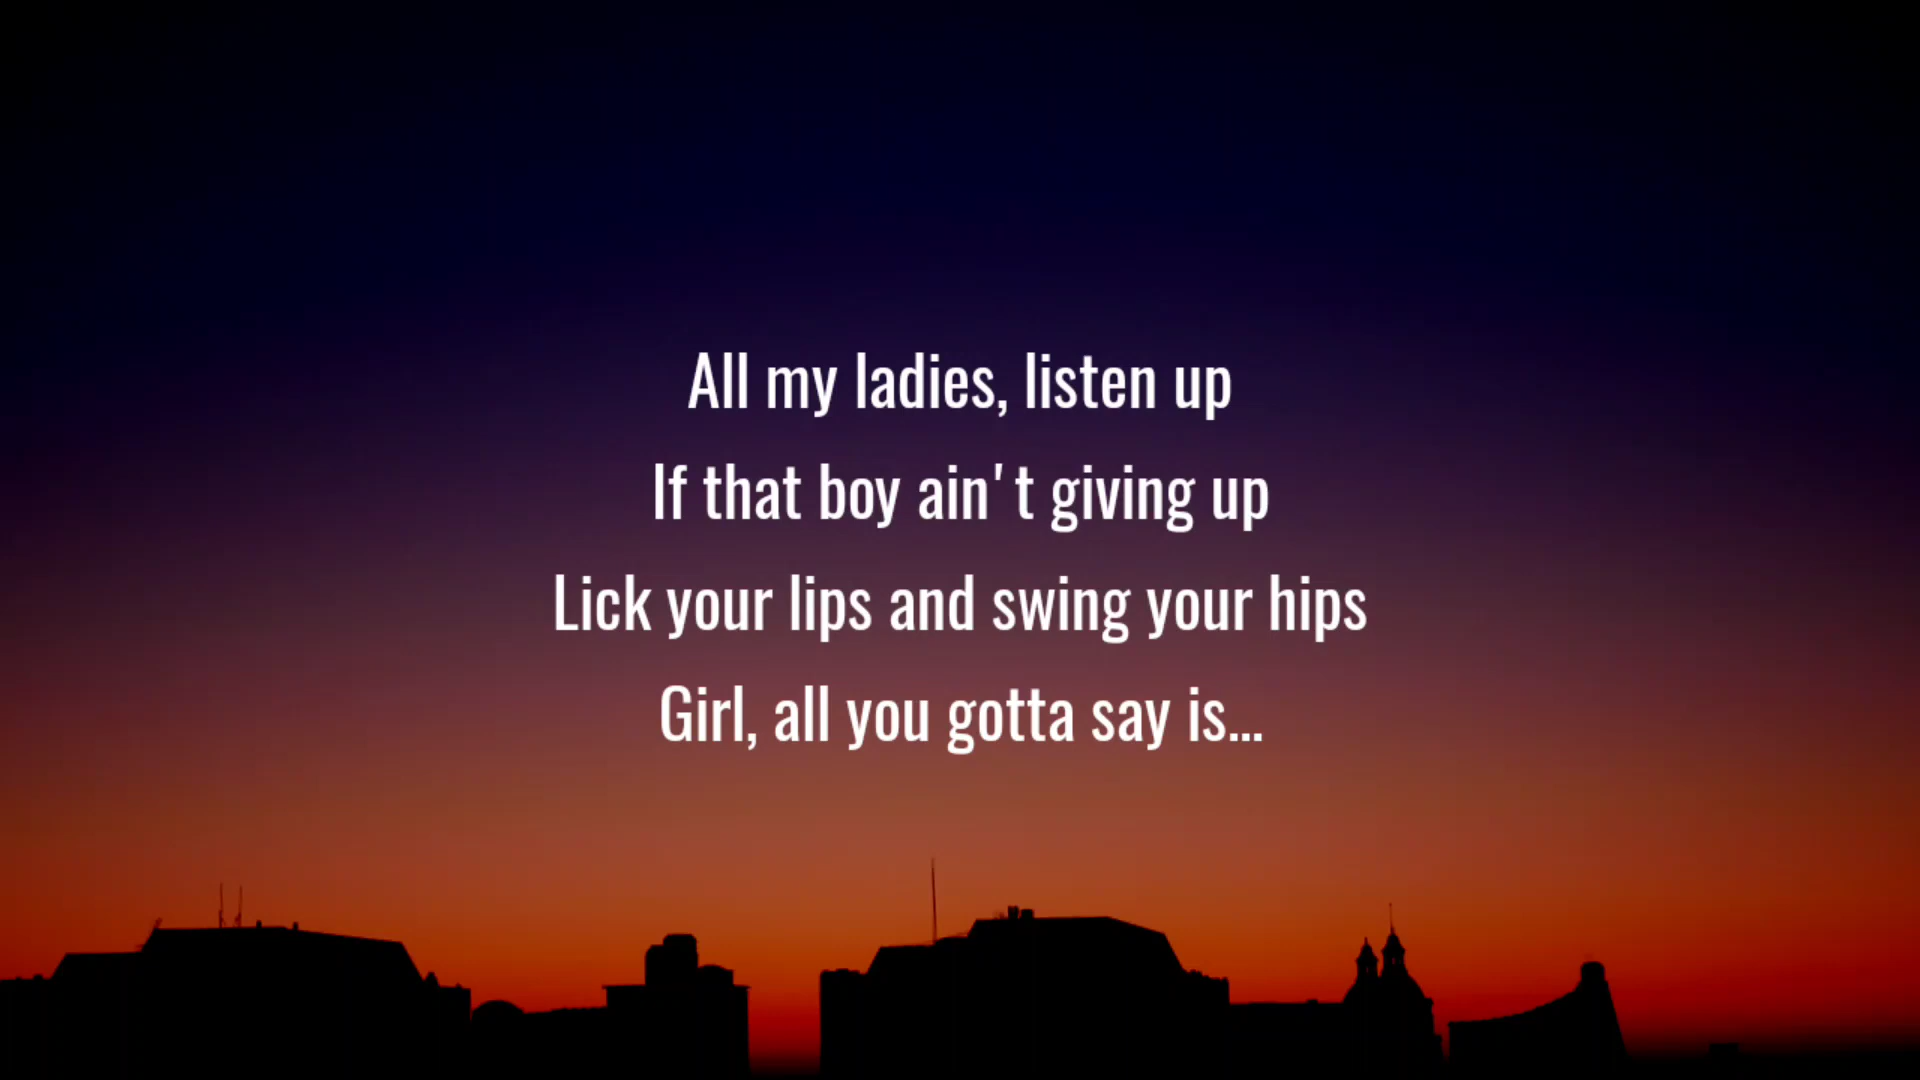 All my ladies, listen up
If that boy ain't giving up
Lick your lips and swing your hips
Girl, all you gotta say is...